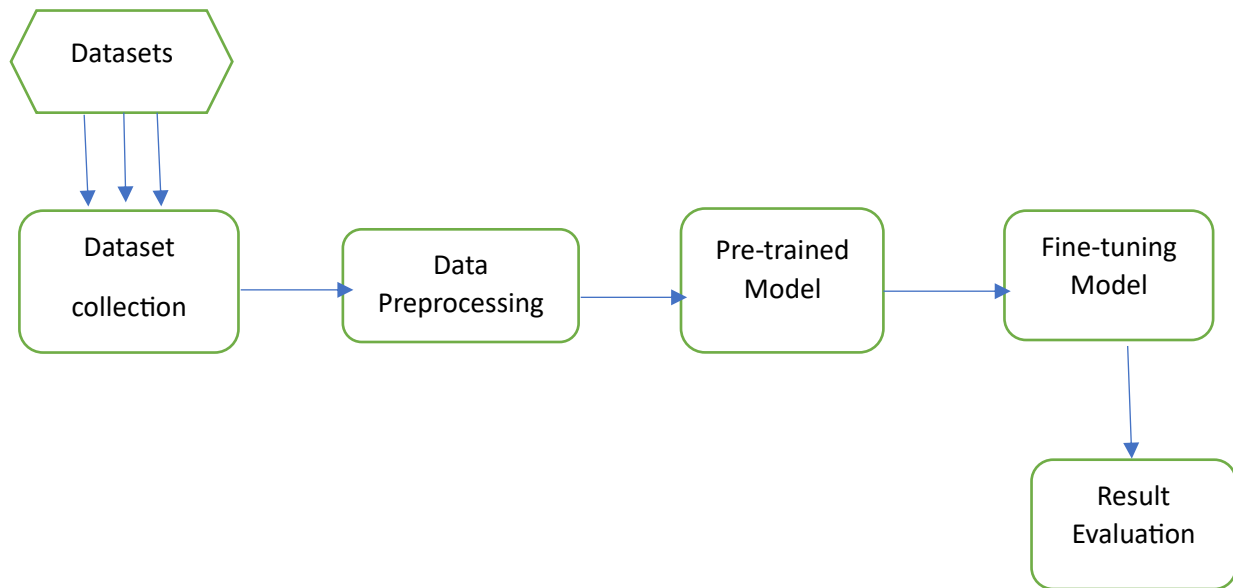 Datasets
Dataset
collection
Data
Preprocessing
Pre-trained
Model
Fine-tuning
Model
Result
Evaluation